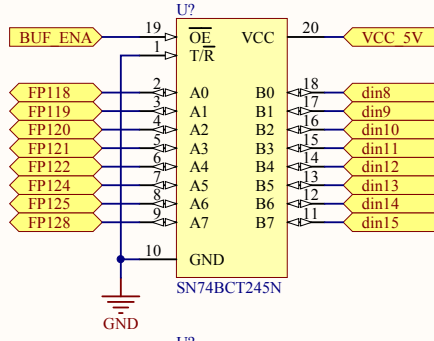 U?
BUF_ENA 19 OE VCC 20 VCC_5V
1 T/R
FP118 2 A0 B0 18 din8
FP119 3 A1 B1 17 din9
FP120 4 A2 B2 16 din10
FP121 5 A3 B3 15 din11
FP122 6 A4 B4 14 din12
FP124 7 A5 B5 13 din13
FP125 8 A6 B6 12 din14
FP128 9 A7 B7 11 din15
10 GND
SN74BCT245N
GND
U?